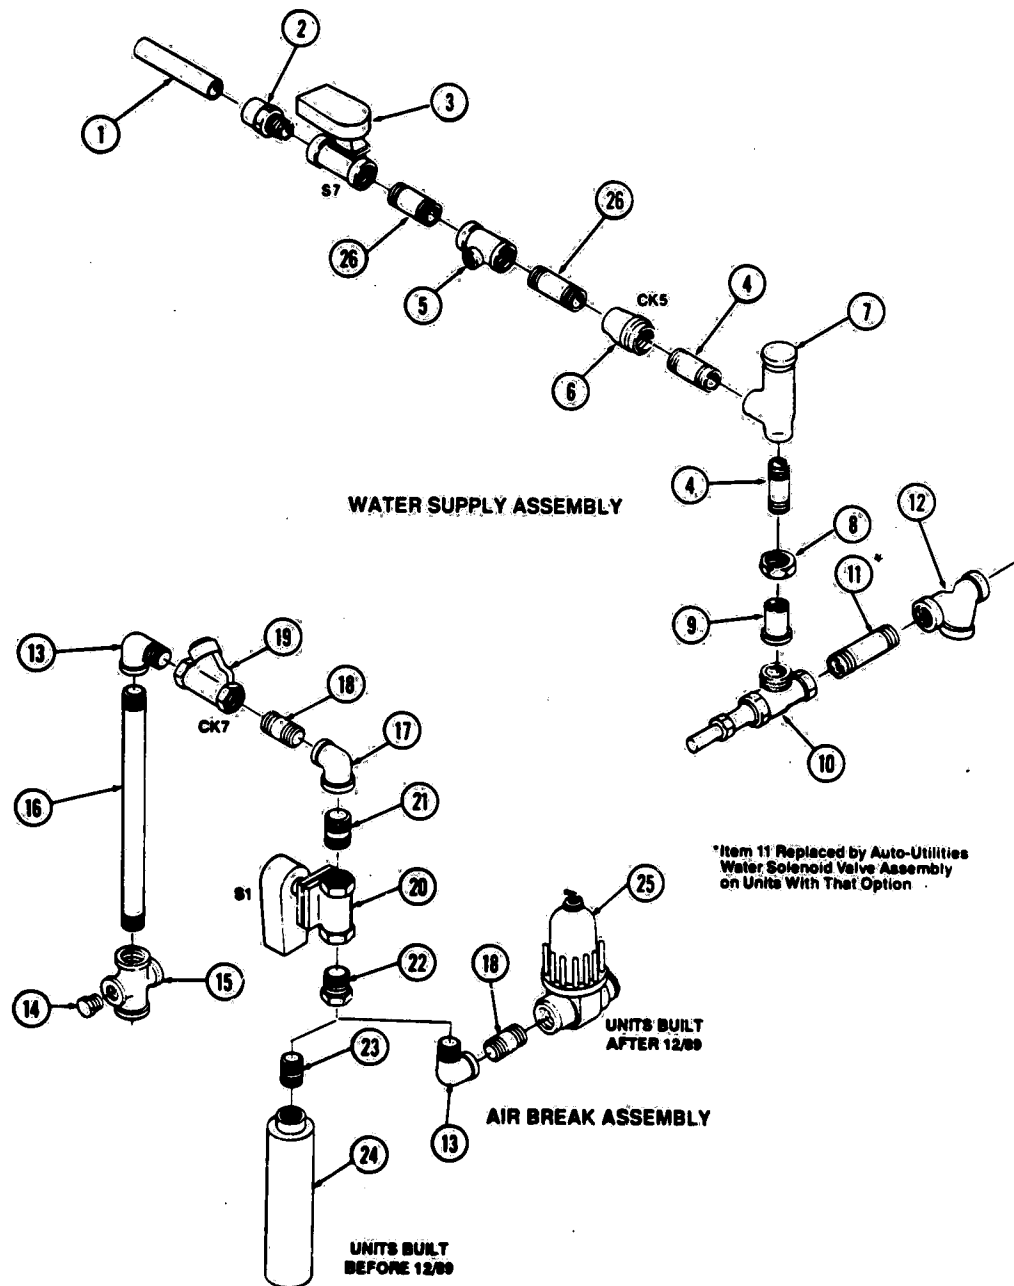 2
3
1
S7
26
26
5
CK5
4
7
6
WATER SUPPLY ASSEMBLY
4
8
12
11*
9
10
*Item 11 Replaced by Auto-Utilities
Water Solenoid Valve Assembly
on Units With That Option
13
19
CK7
18
17
16
21
S1
20
25
22
15
14
18
UNITS BUILT
AFTER 12/89
23
13
AIR BREAK ASSEMBLY
24
UNITS BUILT
BEFORE 12/89